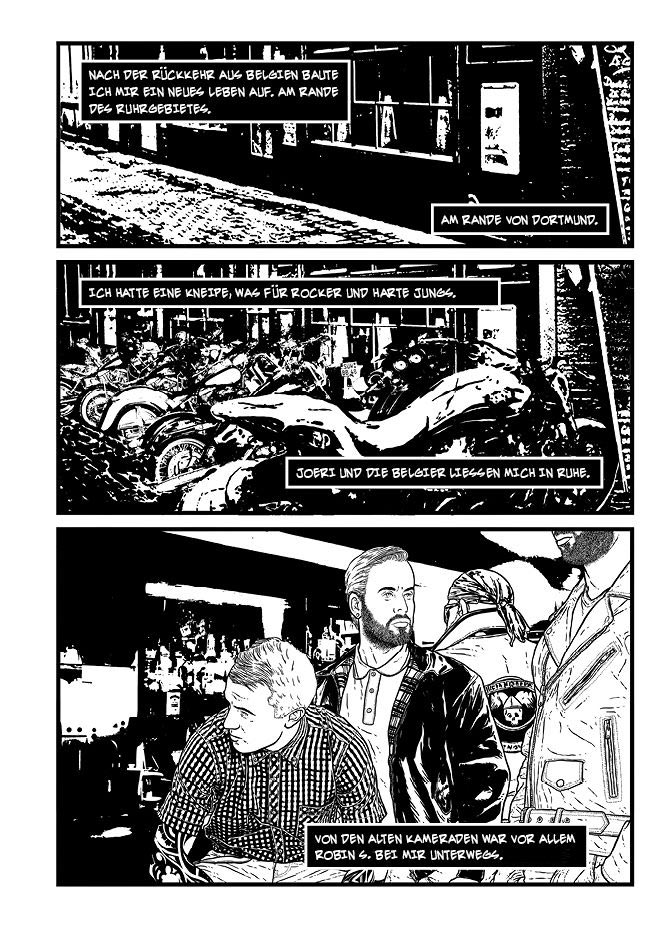 NACH DER RÜCKKEHR AUS BELGIEN BAUTE
ICH MIR EIN NEUES LEBEN AUF. AM RANDE
DES RUHRGEBIETES.
AM RANDE VON DORTMUND.
ICH HATTE EINE KNEIPE, WAS FÜR ROCKER UND HARTE JUNGS.
JOERI UND DIE BELGIER LIESSEN MICH IN RUHE.
VON DEN ALTEN KAMERADEN WAR VOR ALLEM
ROBIN S. BEI MIR UNTERWEGS.